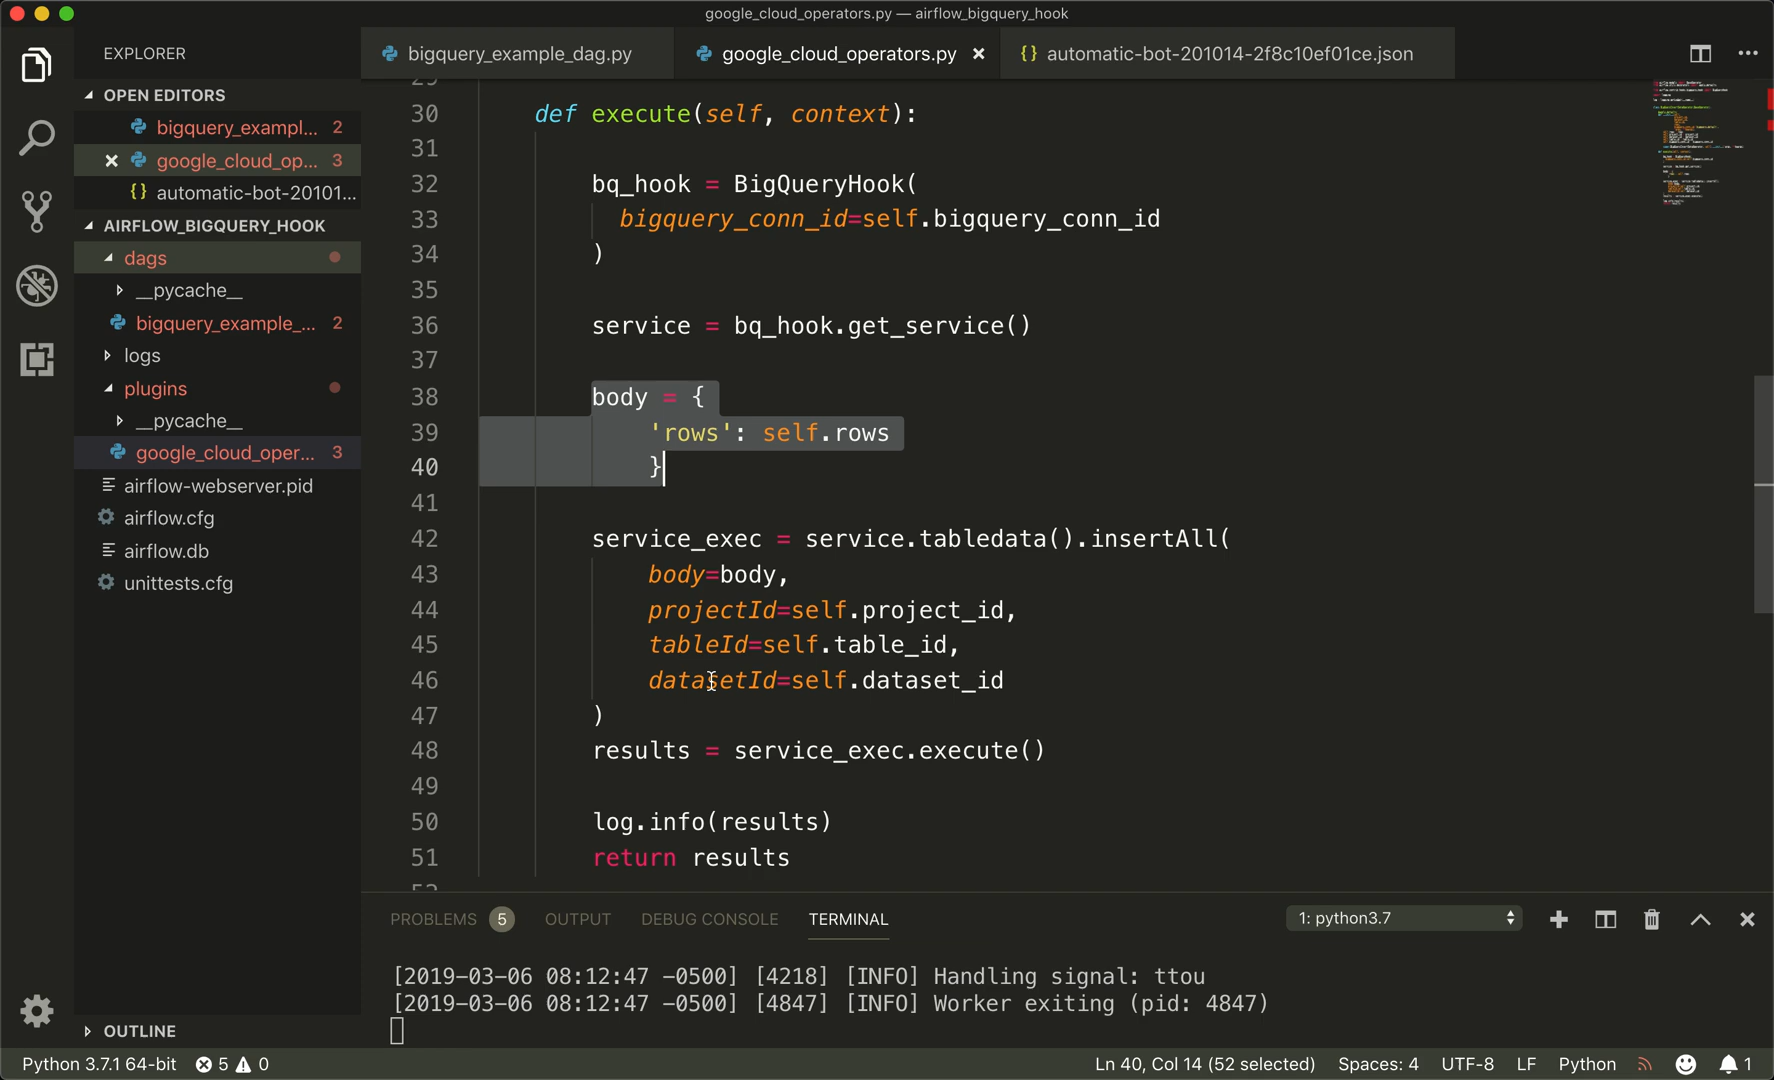 google_cloud_operators.py — airflow_bigquery_hook
EXPLORER
OPEN EDITORS
bigquery_exampl... 2
google_cloud_op... 3
{} automatic-bot-20101...
AIRFLOW_BIGQUERY_HOOK
dags
__pycache__
bigquery_example_... 2
logs
plugins
__pycache__
google_cloud_oper... 3
airflow-webserver.pid
airflow.cfg
airflow.db
unittests.cfg
OUTLINE
bigquery_example_dag.py
google_cloud_operators.py
{} automatic-bot-201014-2f8c10ef01ce.json
30 def execute(self, context):
31
32 bq_hook = BigQueryHook(
33 bigquery_conn_id=self.bigquery_conn_id
34 )
35
36 service = bq_hook.get_service()
37
38 body = {
39 'rows': self.rows
40 }
41
42 service_exec = service.tabledata().insertAll(
43 body=body,
44 projectId=self.project_id,
45 tableId=self.table_id,
46 datasetId=self.dataset_id
47 )
48 results = service_exec.execute()
49
50 log.info(results)
51 return results
PROBLEMS 5 OUTPUT DEBUG CONSOLE TERMINAL 1: python3.7
[2019-03-06 08:12:47 -0500] [4218] [INFO] Handling signal: ttou
[2019-03-06 08:12:47 -0500] [4847] [INFO] Worker exiting (pid: 4847)
Python 3.7.1 64-bit 5 0 Ln 40, Col 14 (52 selected) Spaces: 4 UTF-8 LF Python 1